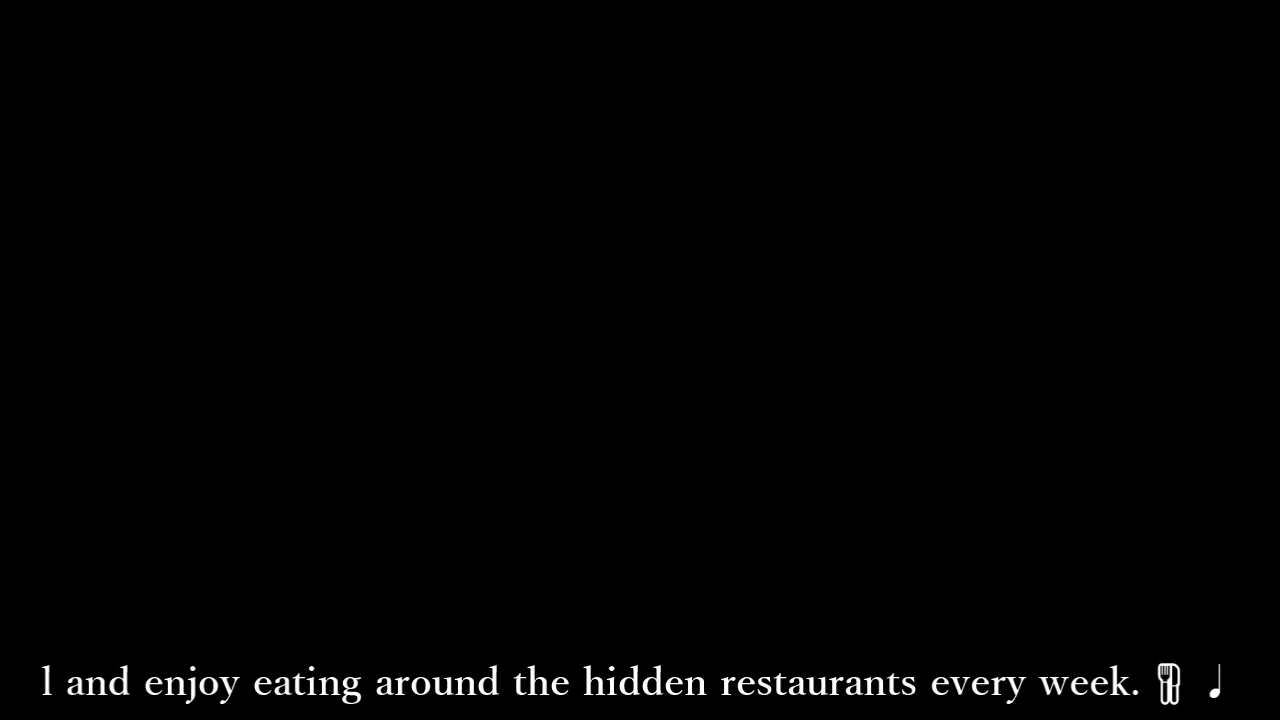 l and enjoy eating around the hidden restaurants every week. 🍴 ♩